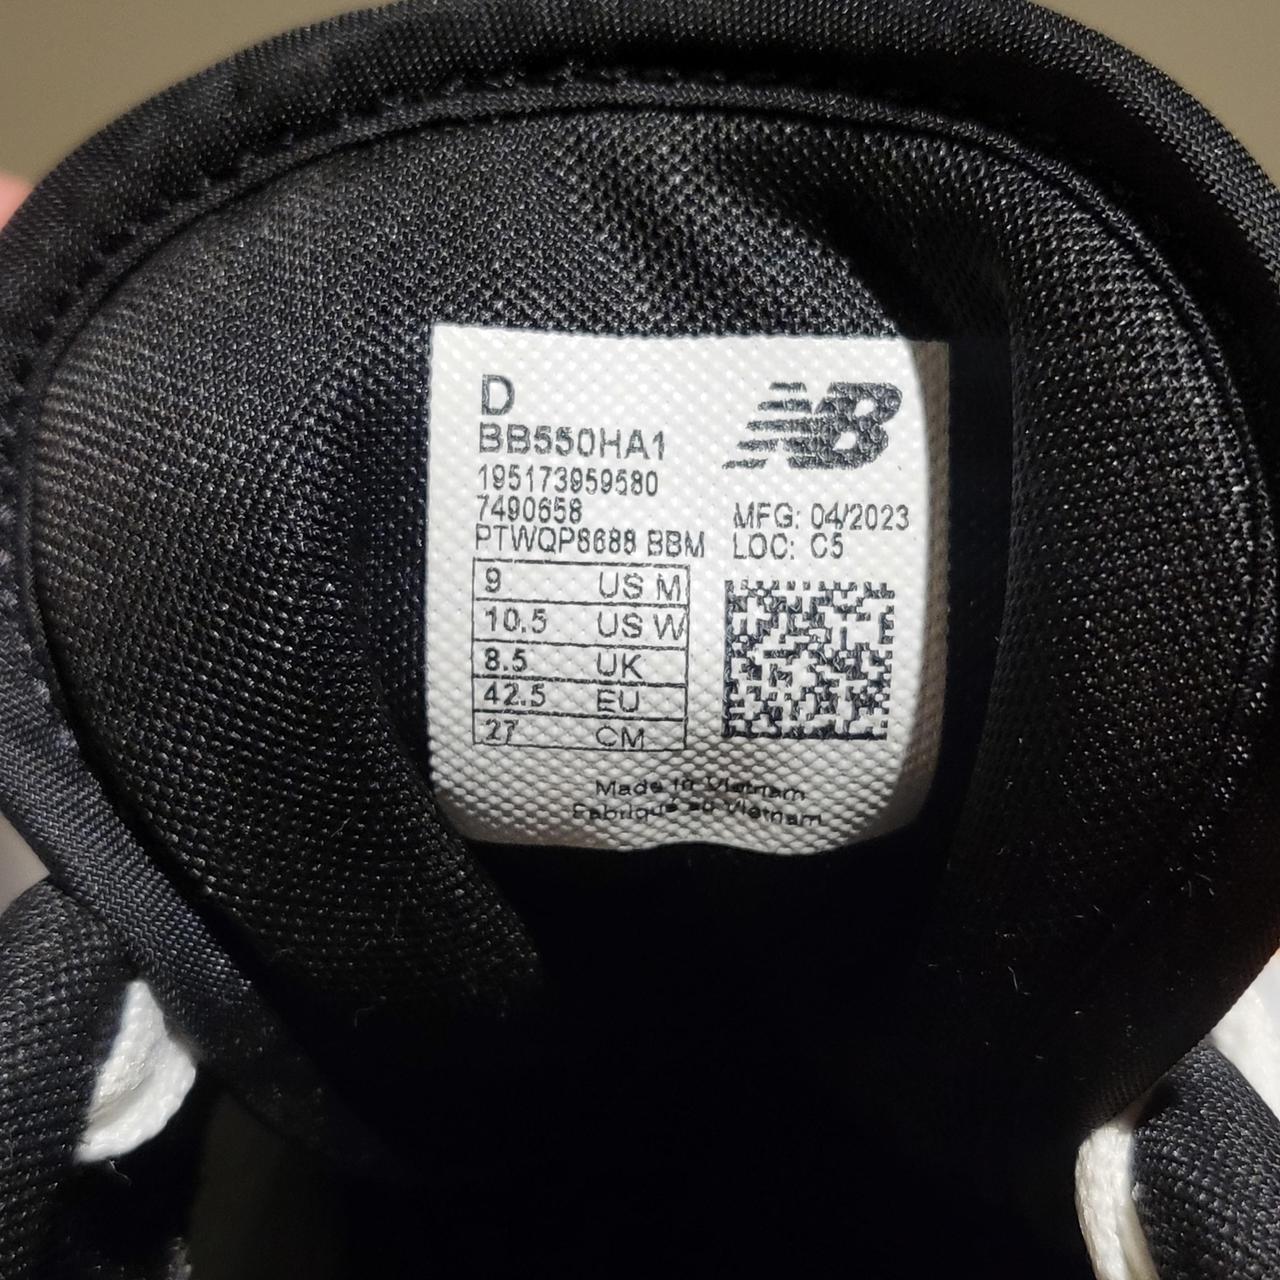 D
BB550HA1
195173959580
7490658
PTWQP8688 BBM
NB
MFG: 04/2023
LOC: C5
9 US M
10.5 US W
8.5 UK
42.5 EU
27 CM
Made in Vietnam
Fabriqué au Vietnam